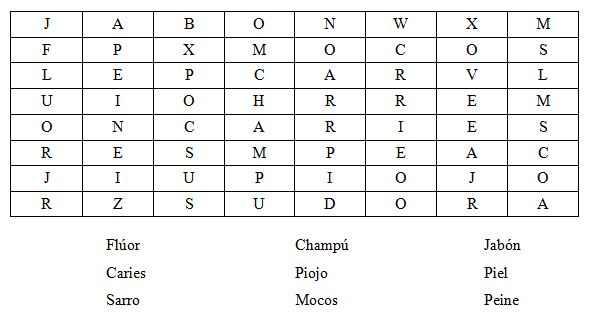 J A B O N W X M
F P X M O C O S
L E P C A R V L
U I O H R R E M
O N C A R I E S
R E S M P E A C
J I U P I O J O
R Z S U D O R A
Flúor Champú Jabón
Caries Piojo Piel
Sarro Mocos Peine